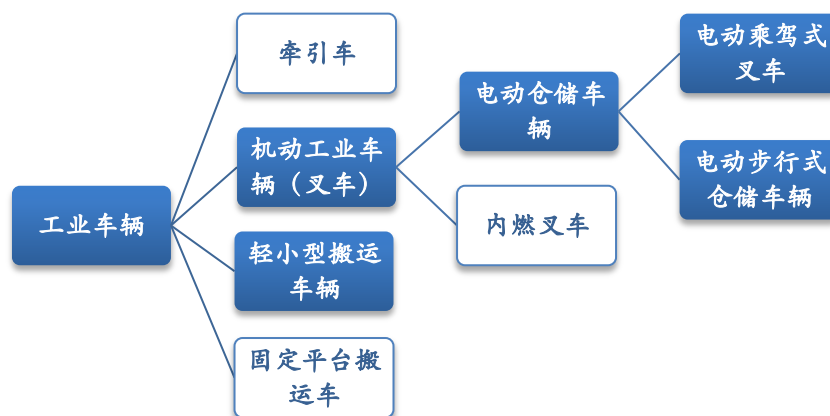 工业车辆
牵引车
机动工业车
辆（叉车）
轻小型搬运
车辆
固定平台搬
运车
电动仓储车
辆
内燃叉车
电动乘驾式
叉车
电动步行式
仓储车辆